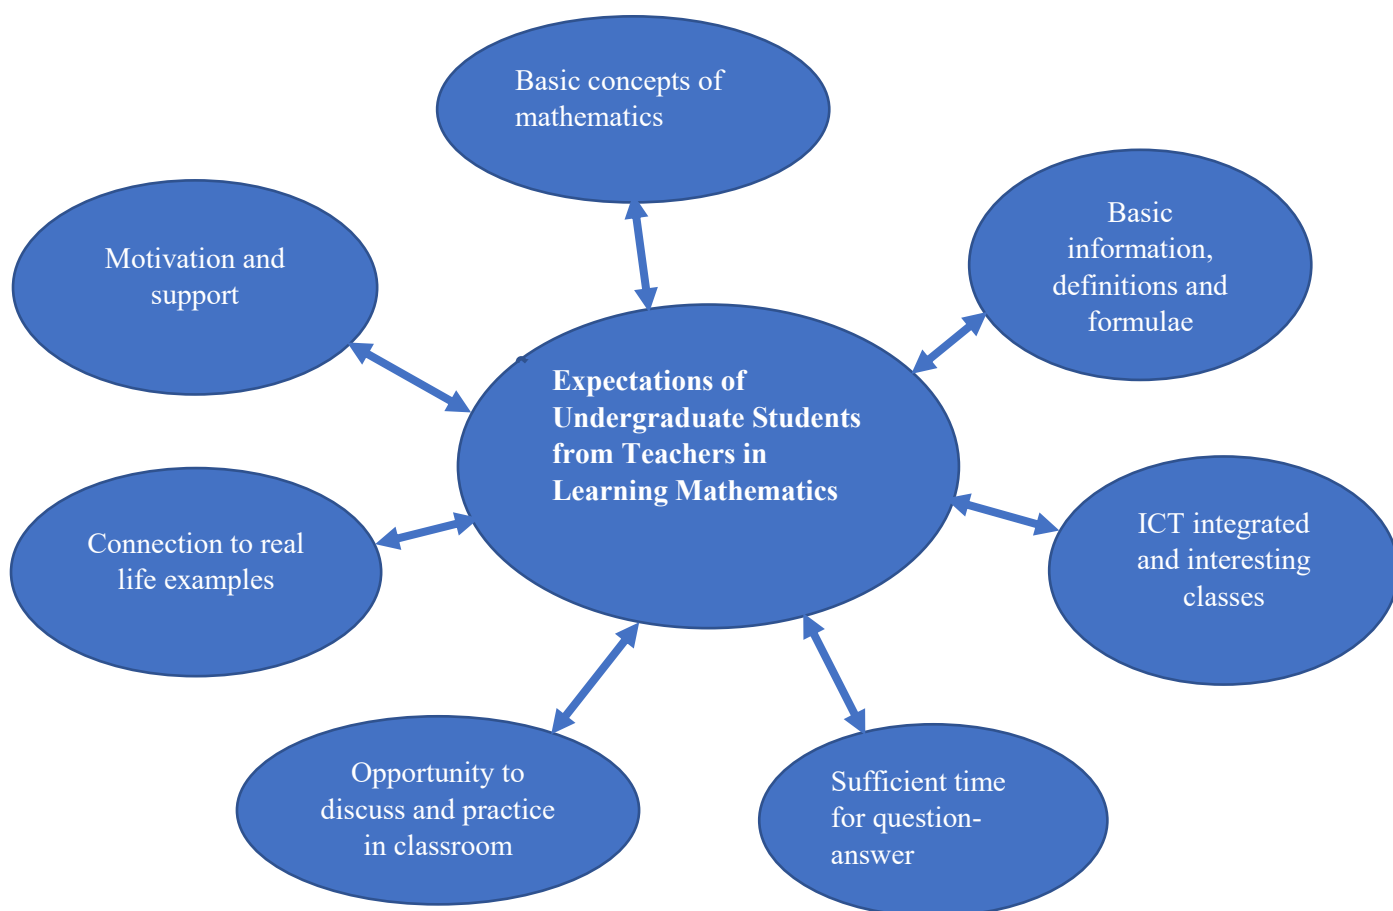 Basic concepts of
mathematics
Basic
information,
definitions and
formulae
Motivation and
support
Expectations of
Undergraduate Students
from Teachers in
Learning Mathematics
ICT integrated
and interesting
classes
Connection to real
life examples
Opportunity to
discuss and practice
in classroom
Sufficient time
for question-
answer